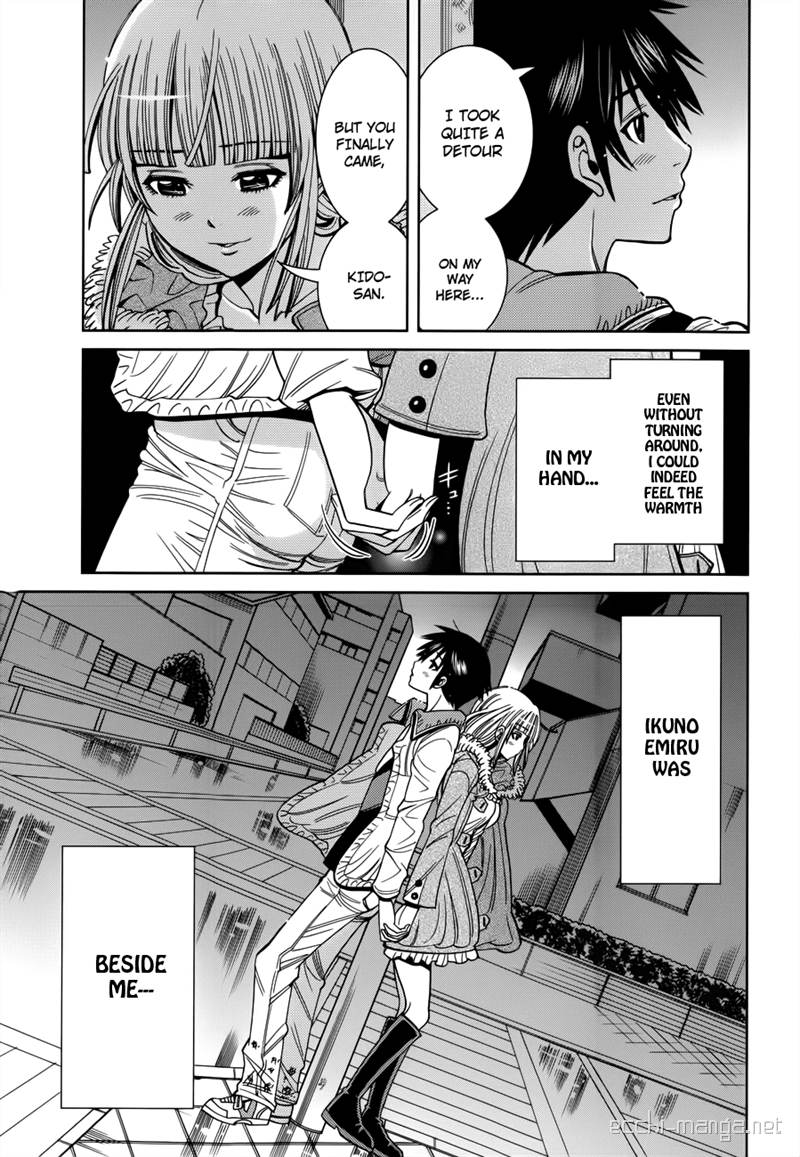 I TOOK
QUITE A
DETOUR
ON MY
WAY
HERE...
BUT YOU
FINALLY
CAME,
KIDO-
SAN.
EVEN
WITHOUT
TURNING
AROUND,
I COULD
INDEED
FEEL THE
WARMTH
IN MY
HAND...
ギュ…
IKUNO
EMIRU
WAS
BESIDE
ME---
ecchi-manga.net